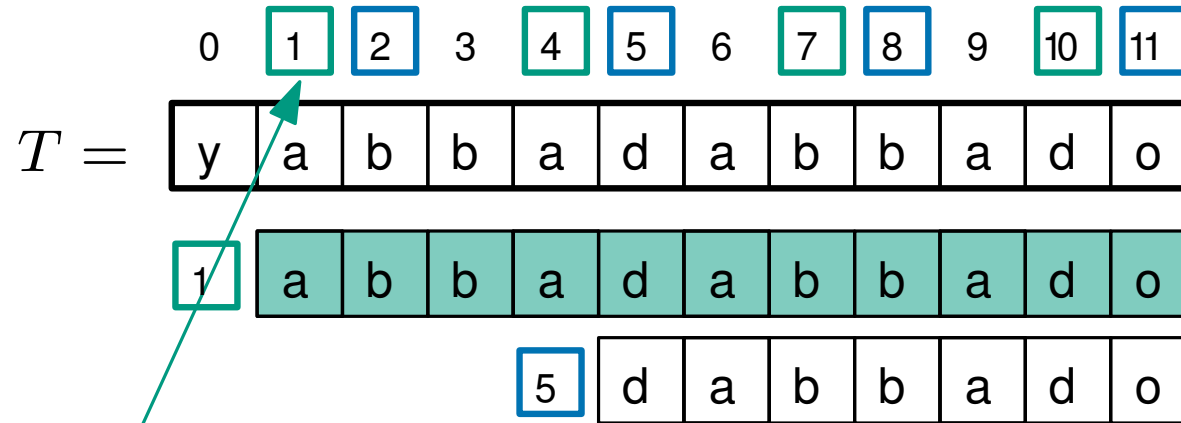 0 1 2 3 4 5 6 7 8 9 10 11
T = y a b b a d a b b a d o
1 a b b a d a b b a d o
5 d a b b a d o